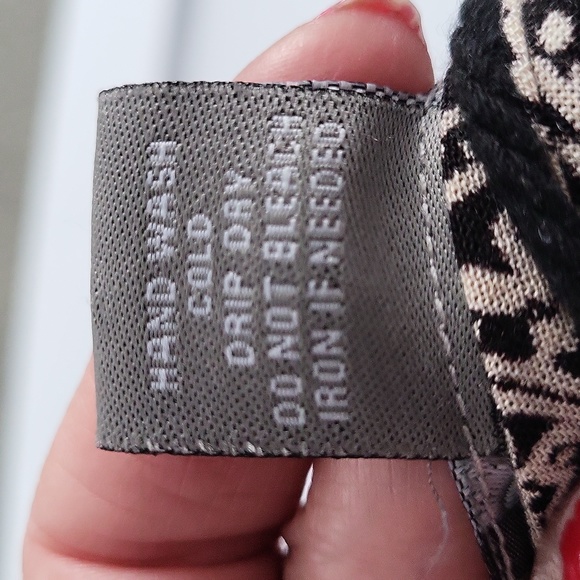 HAND WASH
COLD
DRIP DRY
DO NOT BLEACH
IRON IF NEEDED